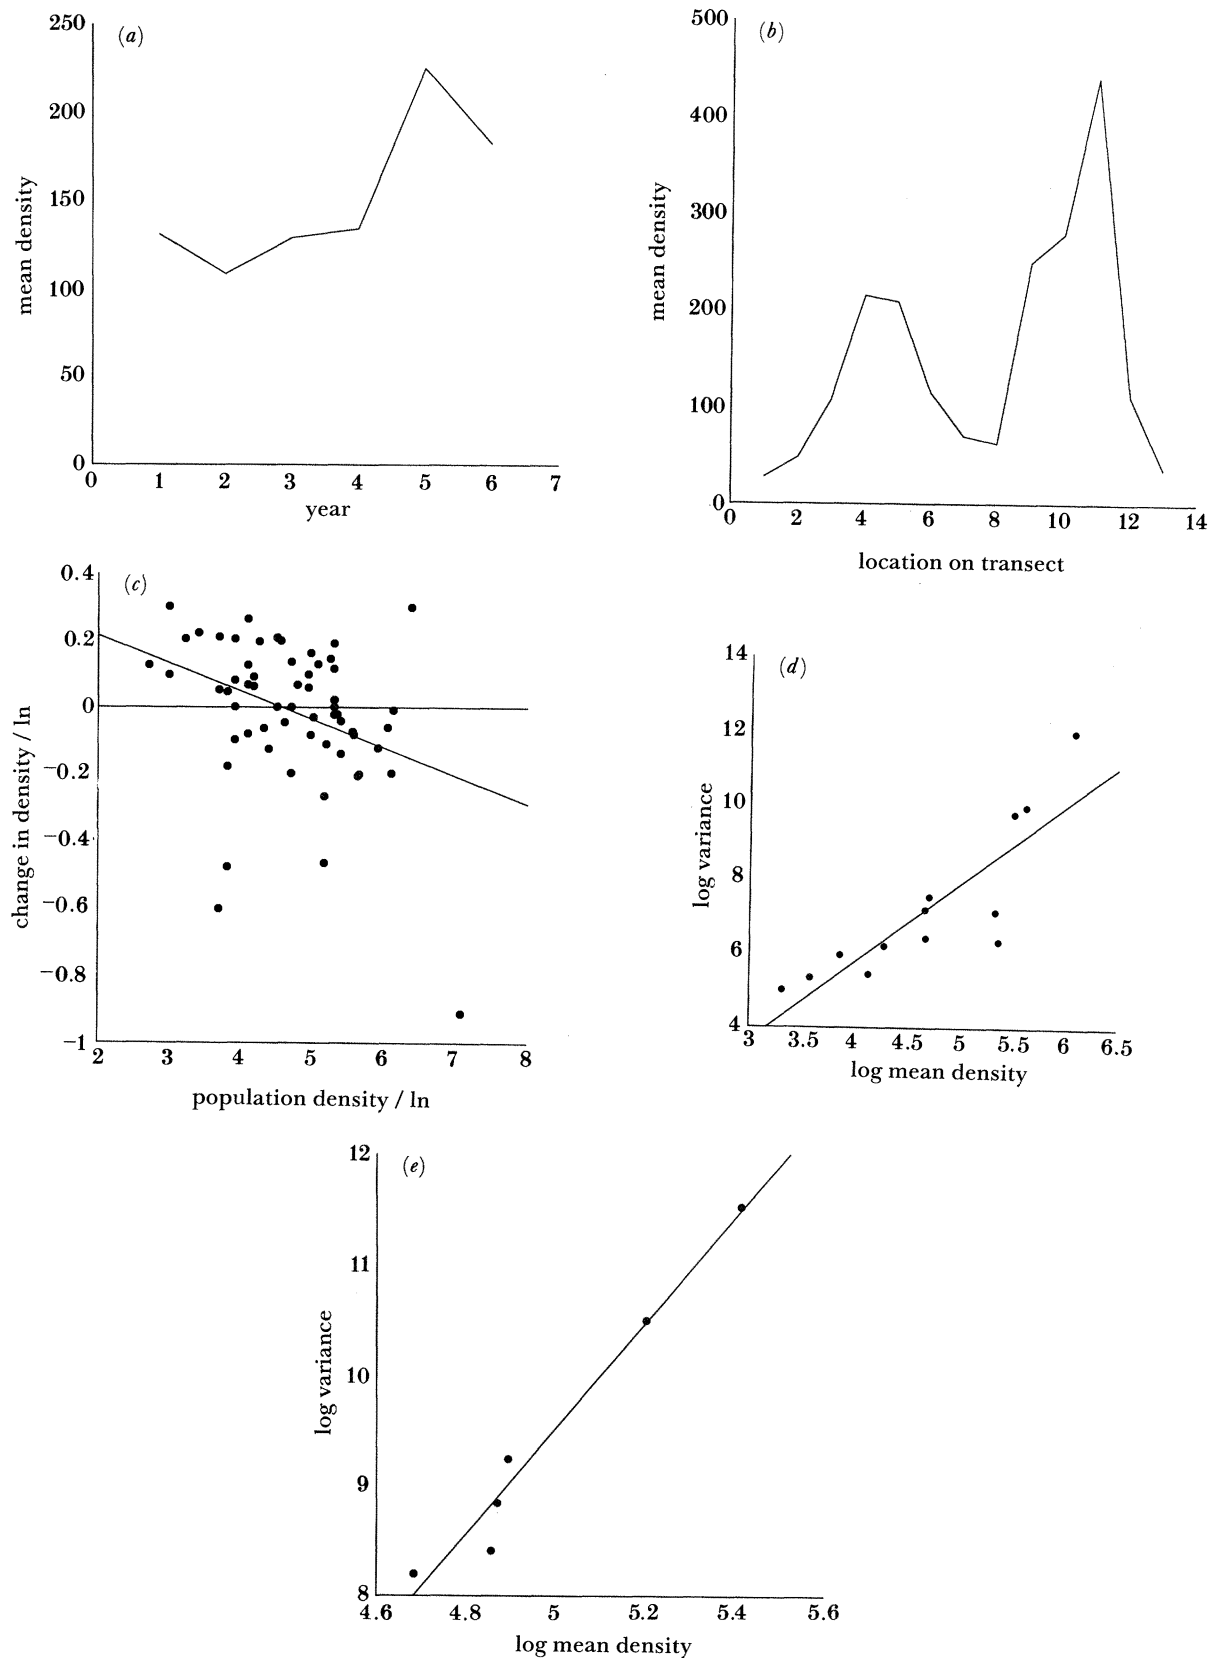 (a)
250
200
150
100
50
0
mean density
0 1 2 3 4 5 6 7
year
(b)
500
400
300
200
100
0
mean density
0 2 4 6 8 10 12 14
location on transect
(c)
0.4
0.2
0
−0.2
−0.4
−0.6
−0.8
−1
change in density / ln
2 3 4 5 6 7 8
population density / ln
(d)
14
12
10
8
6
4
log variance
3 3.5 4 4.5 5 5.5 6 6.5
log mean density
(e)
12
11
10
9
8
log variance
4.6 4.8 5 5.2 5.4 5.6
log mean density